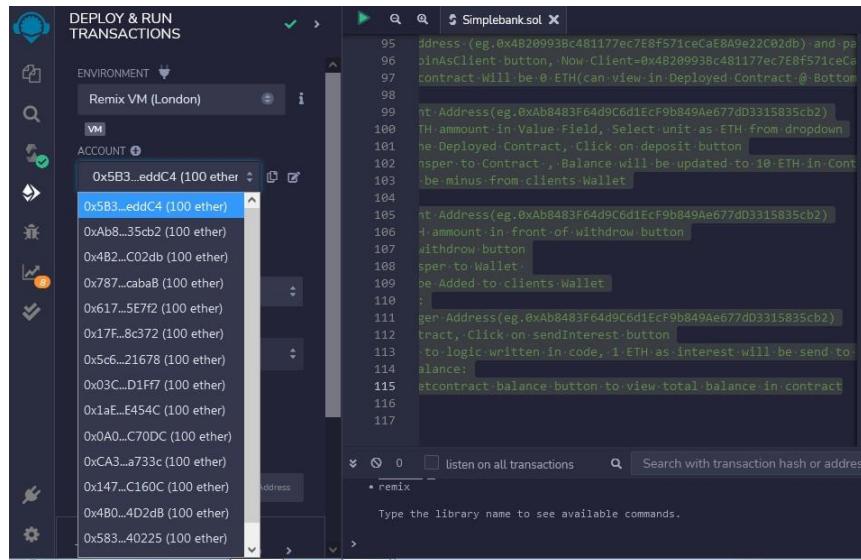 DEPLOY & RUN
TRANSACTIONS
ENVIRONMENT
Remix VM (London)
VM
ACCOUNT
0x5B3...eddC4 (100 ether
0x5B3...eddC4 (100 ether)
0xAb8...35cb2 (100 ether)
0x4B2...C02db (100 ether)
0x787...cabaB (100 ether)
0x617...5E7f2 (100 ether)
0x17F...8c372 (100 ether)
0x5c6...21678 (100 ether)
0x03C...D1Ff7 (100 ether)
0x1aE...E454C (100 ether)
0x0A0...C70DC (100 ether)
0xCA3...a733c (100 ether)
0x147...C160C (100 ether)
0x4B0...4D2dB (100 ether)
0x583...40225 (100 ether)
Address
8
Simplebank.sol
95 ddress (eg.0x4B20993Bc481177ec7E8f571ceCaE8A9e22C02db) and pa
96 oinAsClient button, Now Client=0x4B20993Bc481177ec7E8f571ceCa
97 contract Will be 0 ETH(can view in Deployed Contract @ Bottom
98
99 nt Address(eg.0xAb8483F64d9C6d1EcF9b849Ae677dD3315835cb2)
100 TH ammount in Value Field, Select unit as ETH from dropdown
101 he Deployed Contract, Click on deposit button
102 nsper to Contract , Balance will be updated to 10 ETH in Cont
103 be minus from clients Wallet
104
105 nt Address(eg.0xAb8483F64d9C6d1EcF9b849Ae677dD3315835cb2)
106 H ammount in front of withdrow button
107 withdrow button
108 sper to Wallet
109 be Added to clients Wallet
110 :
111 ger Address(eg.0xAb8483F64d9C6d1EcF9b849Ae677dD3315835cb2)
112 tract, Click on sendInterest button
113 to logic written in code, 1 ETH as interest will be send to
114 alance:
115 etcontract balance button to view total balance in contract
116
117
0 listen on all transactions Search with transaction hash or addres
• remix
Type the library name to see available commands.
>